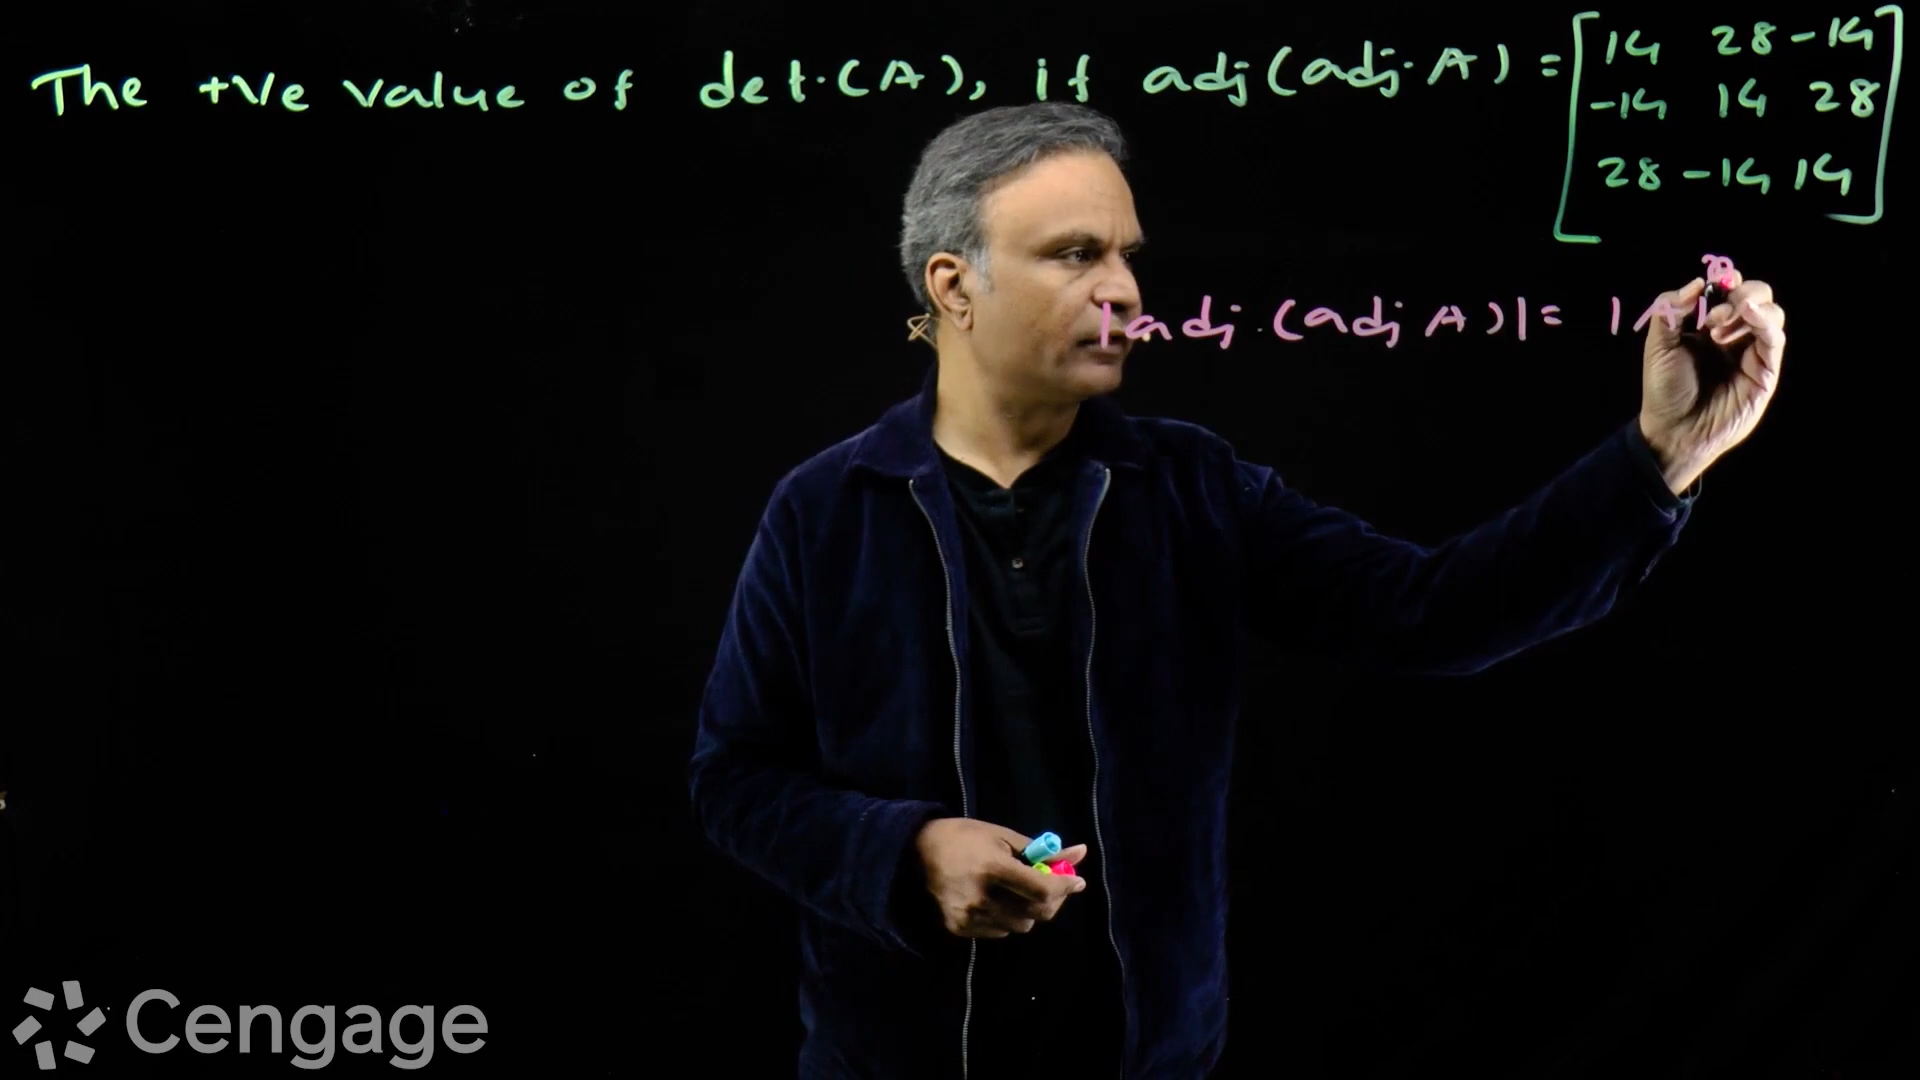 The +ve value of det.(A), if adj(adj.A) = [14 28 -14
-14 14 28
28 -14 14]
|adj.(adj A)| = |A|
Cengage